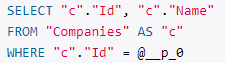 SELECT "c"."Id", "c"."Name"
FROM "Companies" AS "c"
WHERE "c"."Id" = @__p_0